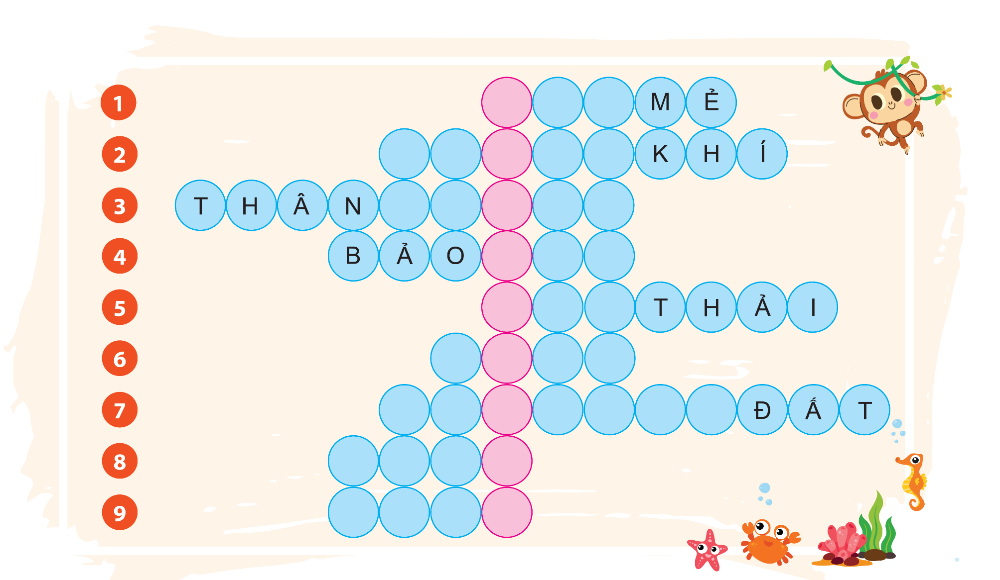 1 M Ẻ
2 K H Í
3 T H Â N
4 B Ả O
5 T H Ả I
6
7 Đ Ấ T
8
9